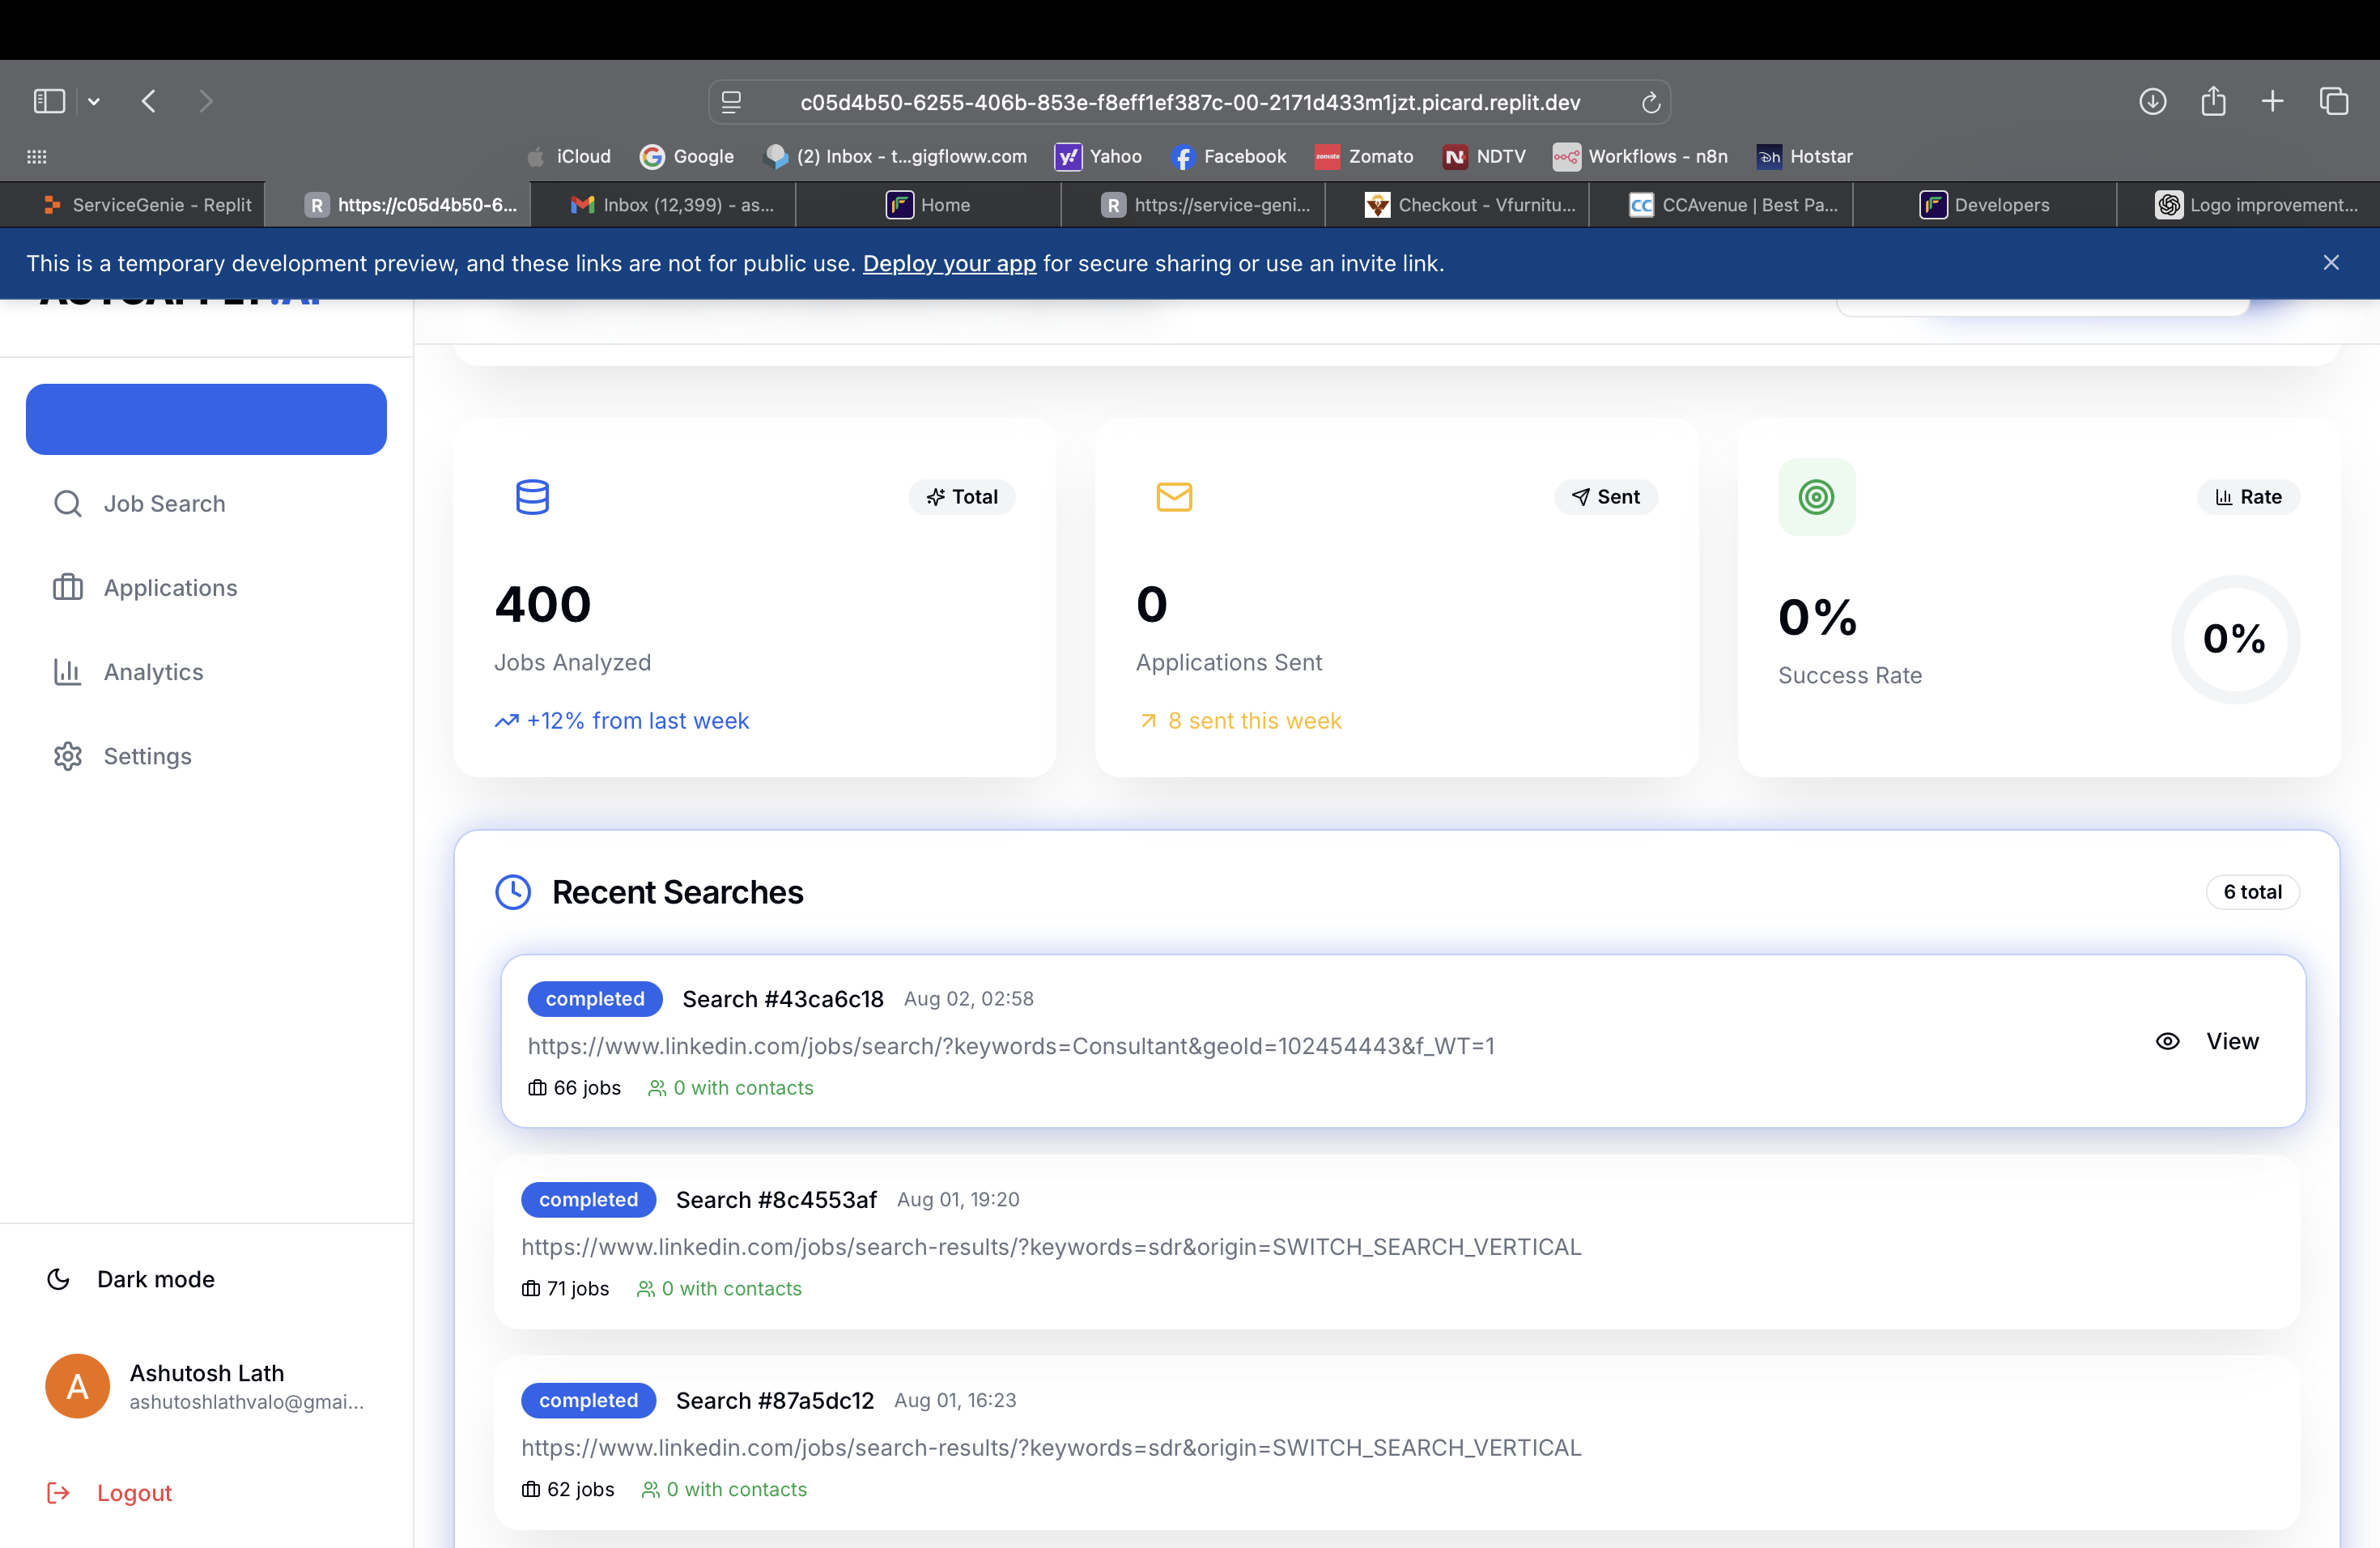 c05d4b50-6255-406b-853e-f8eff1ef387c-00-2171d433m1jzt.picard.replit.dev
iCloud
Google
(2) Inbox - t...gigfloww.com
Yahoo
Facebook
Zomato
NDTV
Workflows - n8n
Hotstar
ServiceGenie - Replit
https://c05d4b50-6...
Inbox (12,399) - as...
Home
https://service-geni...
Checkout - Vfurnitu...
CCAvenue | Best Pa...
Developers
Logo improvement...
This is a temporary development preview, and these links are not for public use. Deploy your app for secure sharing or use an invite link.
Job Search
Applications
Analytics
Settings
Total
400
Jobs Analyzed
+12% from last week
Sent
0
Applications Sent
8 sent this week
Rate
0%
0%
Success Rate
Recent Searches
6 total
completed Search #43ca6c18 Aug 02, 02:58
https://www.linkedin.com/jobs/search/?keywords=Consultant&geoId=102454443&f_WT=1
View
66 jobs 0 with contacts
completed Search #8c4553af Aug 01, 19:20
https://www.linkedin.com/jobs/search-results/?keywords=sdr&origin=SWITCH_SEARCH_VERTICAL
71 jobs 0 with contacts
completed Search #87a5dc12 Aug 01, 16:23
https://www.linkedin.com/jobs/search-results/?keywords=sdr&origin=SWITCH_SEARCH_VERTICAL
62 jobs 0 with contacts
Dark mode
A
Ashutosh Lath
ashutoshlathvalo@gmai...
Logout